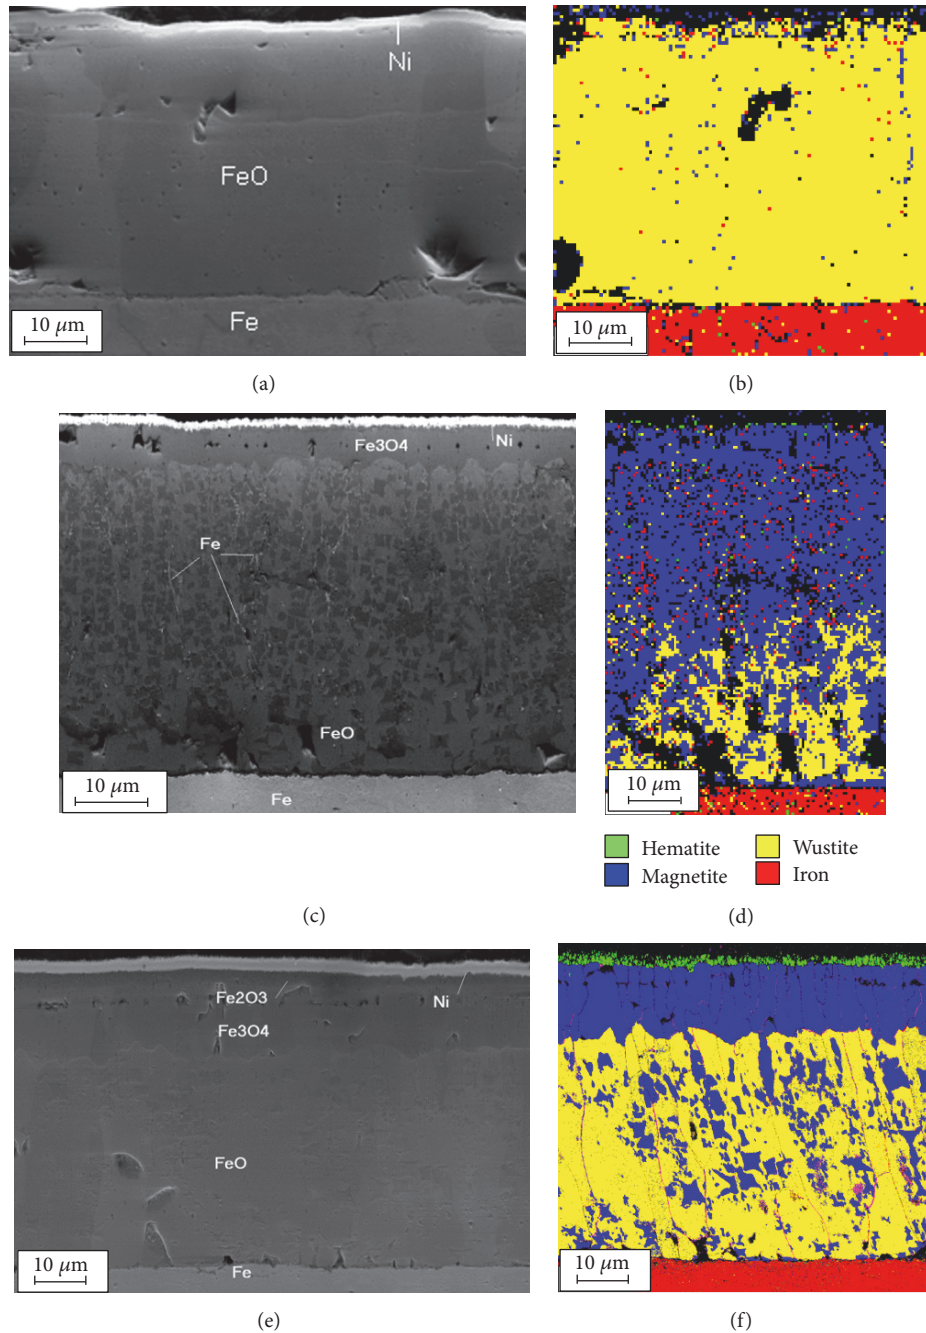 Ni
FeO
Fe
10 μm
10 μm
(a)
(b)
Fe3O4
Ni
Fe
FeO
Fe
10 μm
10 μm
Hematite
Wustite
Magnetite
Iron
(c)
(d)
Fe2O3
Ni
Fe3O4
FeO
Fe
10 μm
10 μm
(e)
(f)